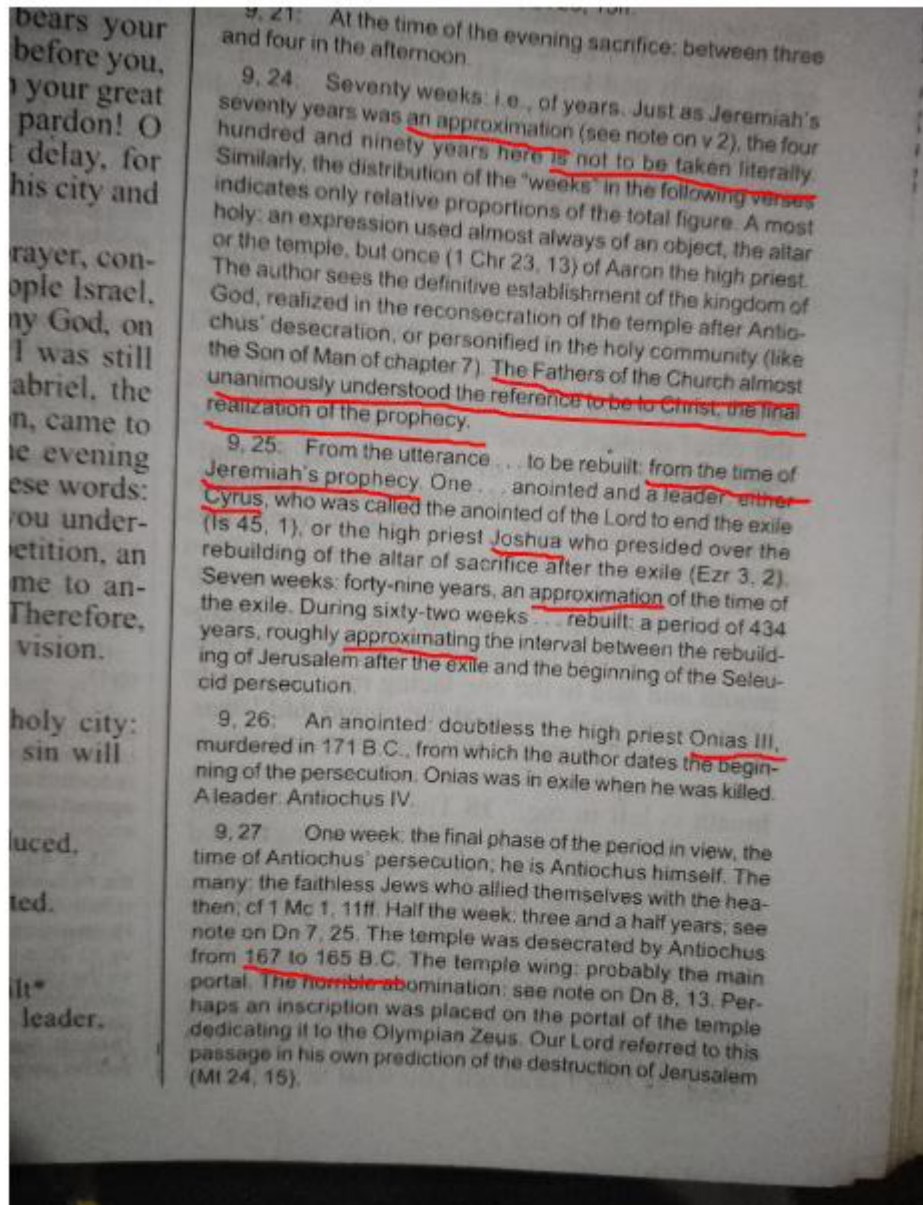 bears your
before you,
your great
pardon! O
delay, for
his city and
rayer, con-
ople Israel,
my God, on
I was still
abriel, the
n, came to
e evening
ese words:
you under-
etition, an
me to an-
Therefore,
vision.
holy city:
sin will
luced,
ted.
ilt*
leader.
9, 21: At the time of the evening sacrifice: between three
and four in the afternoon.
9, 24: Seventy weeks: i.e., of years. Just as Jeremiah's
seventy years was an approximation (see note on v 2), the four
hundred and ninety years here is not to be taken literally.
Similarly, the distribution of the "weeks" in the following verses
indicates only relative proportions of the total figure. A most
holy: an expression used almost always of an object, the altar
or the temple, but once (1 Chr 23, 13) of Aaron the high priest.
The author sees the definitive establishment of the kingdom of
God, realized in the reconsecration of the temple after Antio-
chus' desecration, or personified in the holy community (like
the Son of Man of chapter 7). The Fathers of the Church almost
unanimously understood the reference to be to Christ, the final
realization of the prophecy.
9, 25: From the utterance . . . to be rebuilt: from the time of
Jeremiah's prophecy. One . . . anointed and a leader: either
Cyrus, who was called the anointed of the Lord to end the exile
(Is 45, 1), or the high priest Joshua who presided over the
rebuilding of the altar of sacrifice after the exile (Ezr 3, 2).
Seven weeks: forty-nine years, an approximation of the time of
the exile. During sixty-two weeks . . . rebuilt: a period of 434
years, roughly approximating the interval between the rebuild-
ing of Jerusalem after the exile and the beginning of the Seleu-
cid persecution.
9, 26: An anointed: doubtless the high priest Onias III,
murdered in 171 B.C., from which the author dates the begin-
ning of the persecution. Onias was in exile when he was killed.
A leader: Antiochus IV.
9, 27 One week: the final phase of the period in view, the
time of Antiochus' persecution; he is Antiochus himself. The
many: the faithless Jews who allied themselves with the hea-
then; cf 1 Mc 1, 11ff. Half the week: three and a half years; see
note on Dn 7, 25. The temple was desecrated by Antiochus
from 167 to 165 B.C. The temple wing: probably the main
portal. The horrible abomination: see note on Dn 8, 13. Per-
haps an inscription was placed on the portal of the temple
dedicating it to the Olympian Zeus. Our Lord referred to this
passage in his own prediction of the destruction of Jerusalem
(Mt 24, 15).